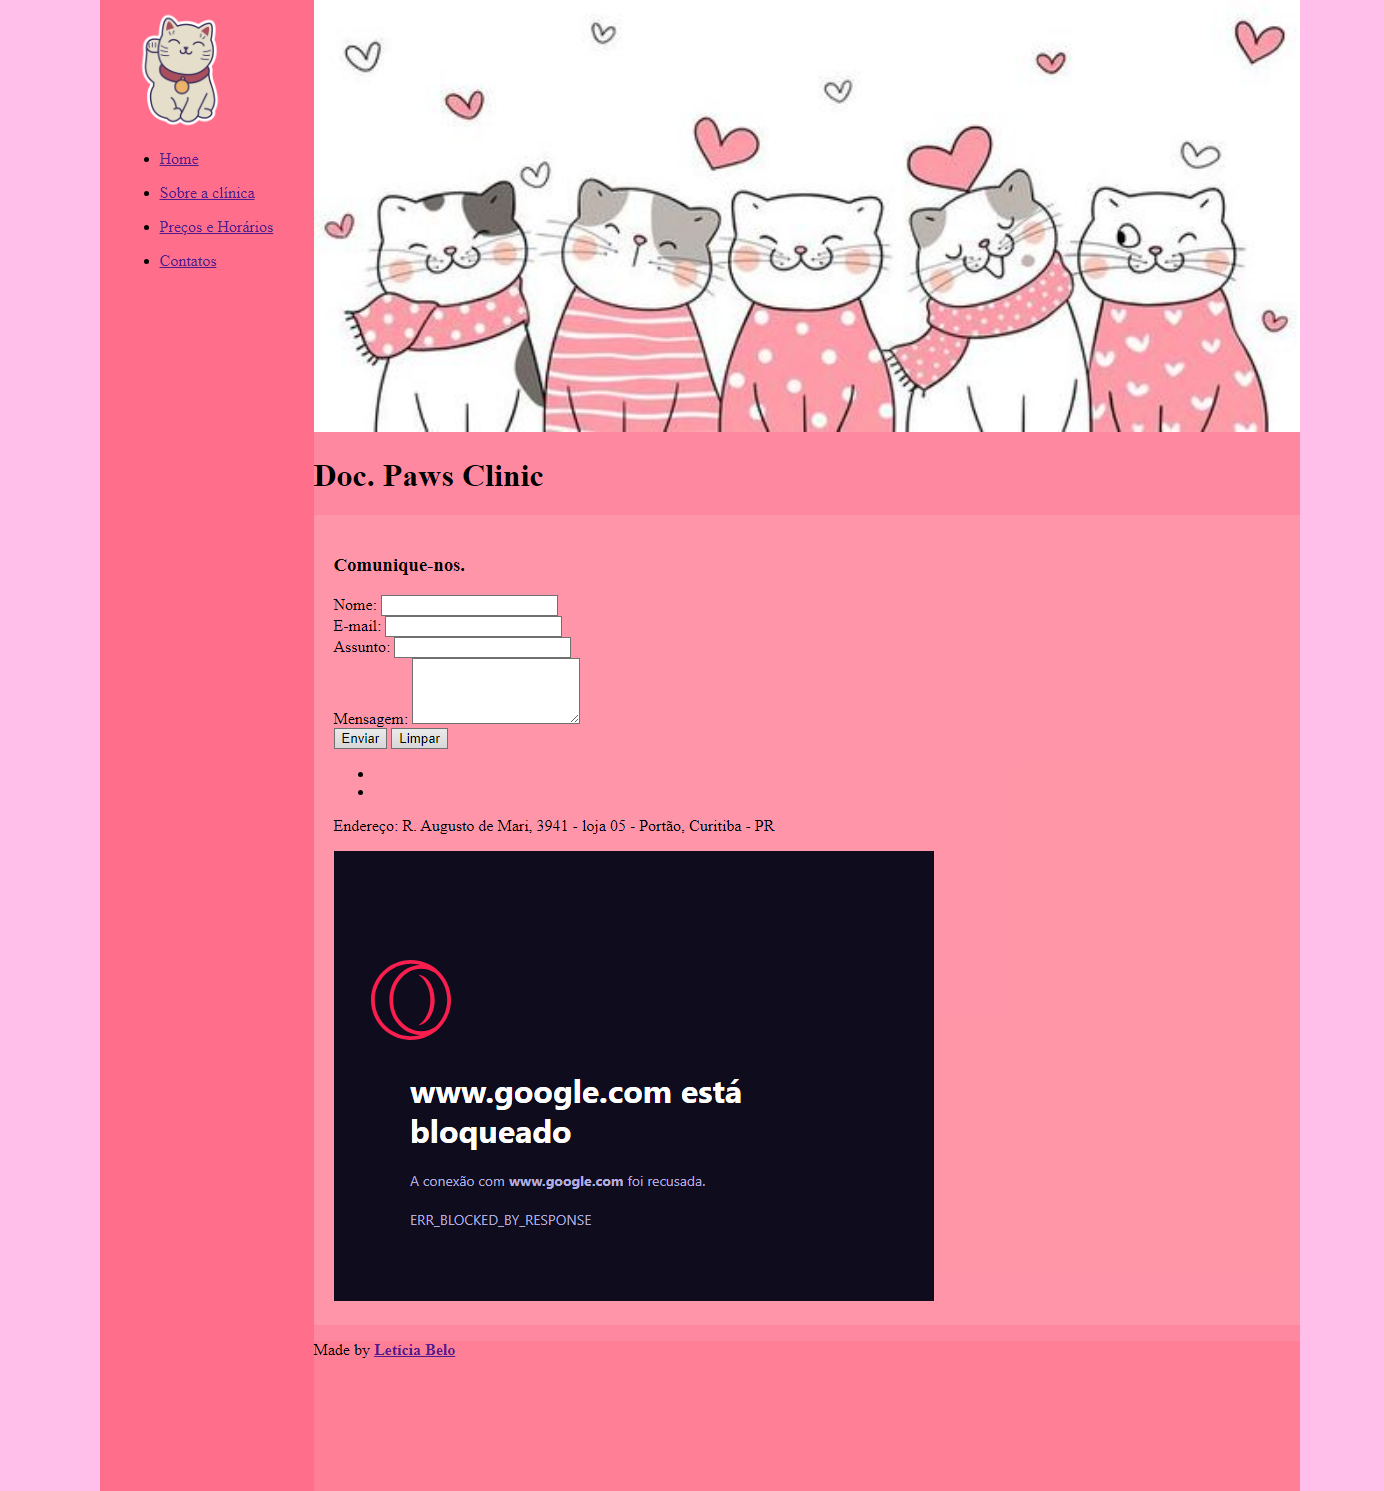 Home
Sobre a clínica
Preços e Horários
Contatos
Doc. Paws Clinic
Comunique-nos.
Nome:
E-mail:
Assunto:
Mensagem:
Enviar Limpar
Endereço: R. Augusto de Mari, 3941 - loja 05 - Portão, Curitiba - PR
www.google.com está
bloqueado
A conexão com www.google.com foi recusada.
ERR_BLOCKED_BY_RESPONSE
Made by Letícia Belo